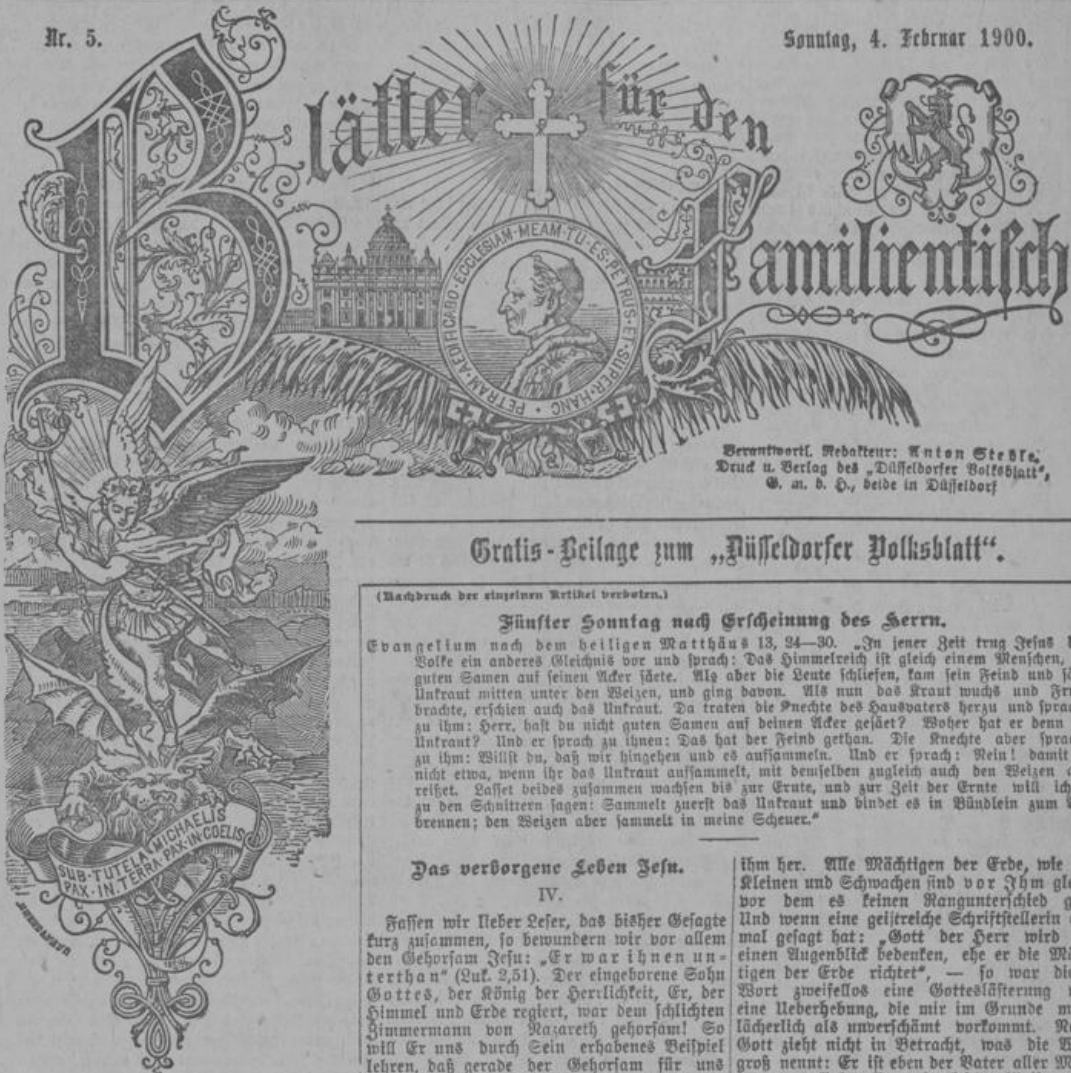 Nr. 5.
Sonntag, 4. Februar 1900.
Blätter für den
Familientisch
PETRAM·AEDIFICABO·ECCLESIAM·MEAM·TU·ES·PETRUS·ET·SUPER·HANC
Verantwortl. Redakteur: Anton Stehle.
Druck u. Verlag des „Düsseldorfer Volksblatt“,
G. m. b. H., beide in Düsseldorf
Gratis-Beilage zum „Düsseldorfer Volksblatt“.
(Nachdruck der einzelnen Artikel verboten.)
Fünfter Sonntag nach Erscheinung des Herrn.
Evangelium nach dem heiligen Matthäus 13, 24—30. „In jener Zeit trug Jesus
Volke ein anderes Gleichnis vor und sprach: Das Himmelreich ist gleich einem Menschen,
guten Samen auf seinen Acker säete. Als aber die Leute schliefen, kam sein Feind und
Unkraut mitten unter den Weizen, und ging davon. Als nun das Kraut wuchs und
brachte, erschien auch das Unkraut. Da traten die Knechte des Hausvaters herzu und
zu ihm: Herr, hast du nicht guten Samen auf deinen Acker gesäet? Woher hat er denn
Unkraut? Und er sprach zu ihnen: Das hat der Feind gethan. Die Knechte aber
zu ihm: Willst du, daß wir hingehen und es aufsammeln. Und er sprach: Nein! damit
nicht etwa, wenn ihr das Unkraut aufsammelt, mit demselben zugleich auch den Weizen
reißet. Lasset beides zusammen wachsen bis zur Ernte, und zur Zeit der Ernte will
zu den Schnittern sagen: Sammelt zuerst das Unkraut und bindet es in Bündlein zum
brennen; den Weizen aber sammelt in meine Scheuer.“
SUB·TUTELA MICHAELIS
PAX·IN·TERRA·PAX·IN·COELIS
Das verborgene Leben Jesu.
IV.
Fassen wir lieber Leser, das bisher Gesagte
kurz zusammen, so bewundern wir vor allem
den Gehorsam Jesu: „Er war ihnen un-
terthan“ (Luk. 2,51). Der eingeborene Sohn
Gottes, der König der Herrlichkeit, Er, der
Himmel und Erde regiert, war dem schlichten
Zimmermann von Nazareth gehorsam! So
will Er uns durch Sein erhabenes Beispiel
lehren, daß gerade der Gehorsam für uns
ihm her. Alle Mächtigen der Erde, wie
Kleinen und Schwachen sind vor Ihm
vor dem es keinen Rangunterschied
Und wenn eine geistreiche Schriftstellerin
mal gesagt hat: „Gott der Herr wird
einen Augenblick bedenken, ehe er die
tigen der Erde richtet“, — so war
Wort zweifellos eine Gotteslästerung
eine Ueberhebung, die mir im Grunde
lächerlich als unverschämt vorkommt.
Gott zieht nicht in Betracht, was die
groß nennt: Er ist eben der Vater aller